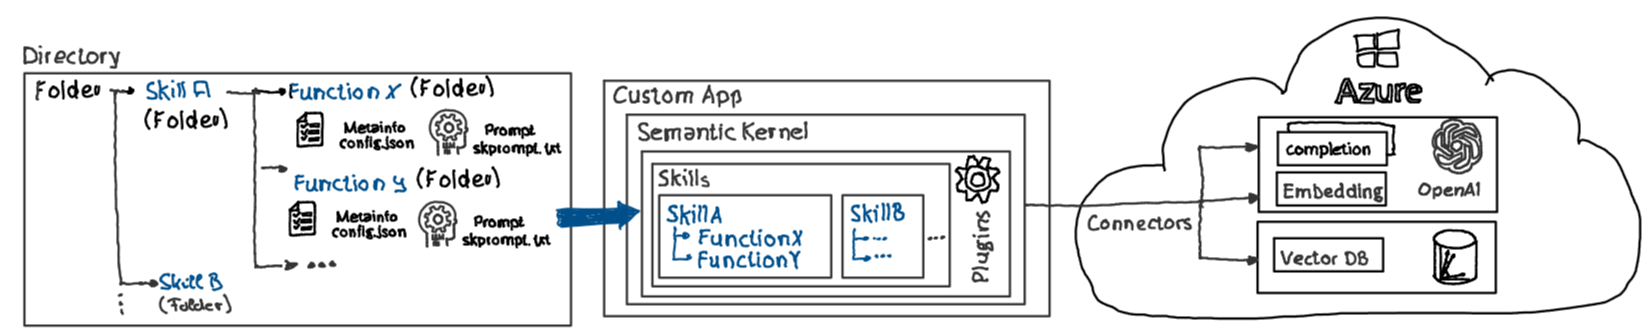 Directory
Folder
Skill A
(Folder)
Function X (Folder)
Metainfo
config.json
Prompt
skprompt.txt
Function y (Folder)
Metainfo
config.json
Prompt
skprompt.txt
...
Skill B
(Folder)
Custom App
Semantic Kernel
Skills
SkillA
FunctionX
FunctionY
SkillB
...
...
...
Plugins
Connectors
Azure
completion
Embedding
OpenAI
Vector DB